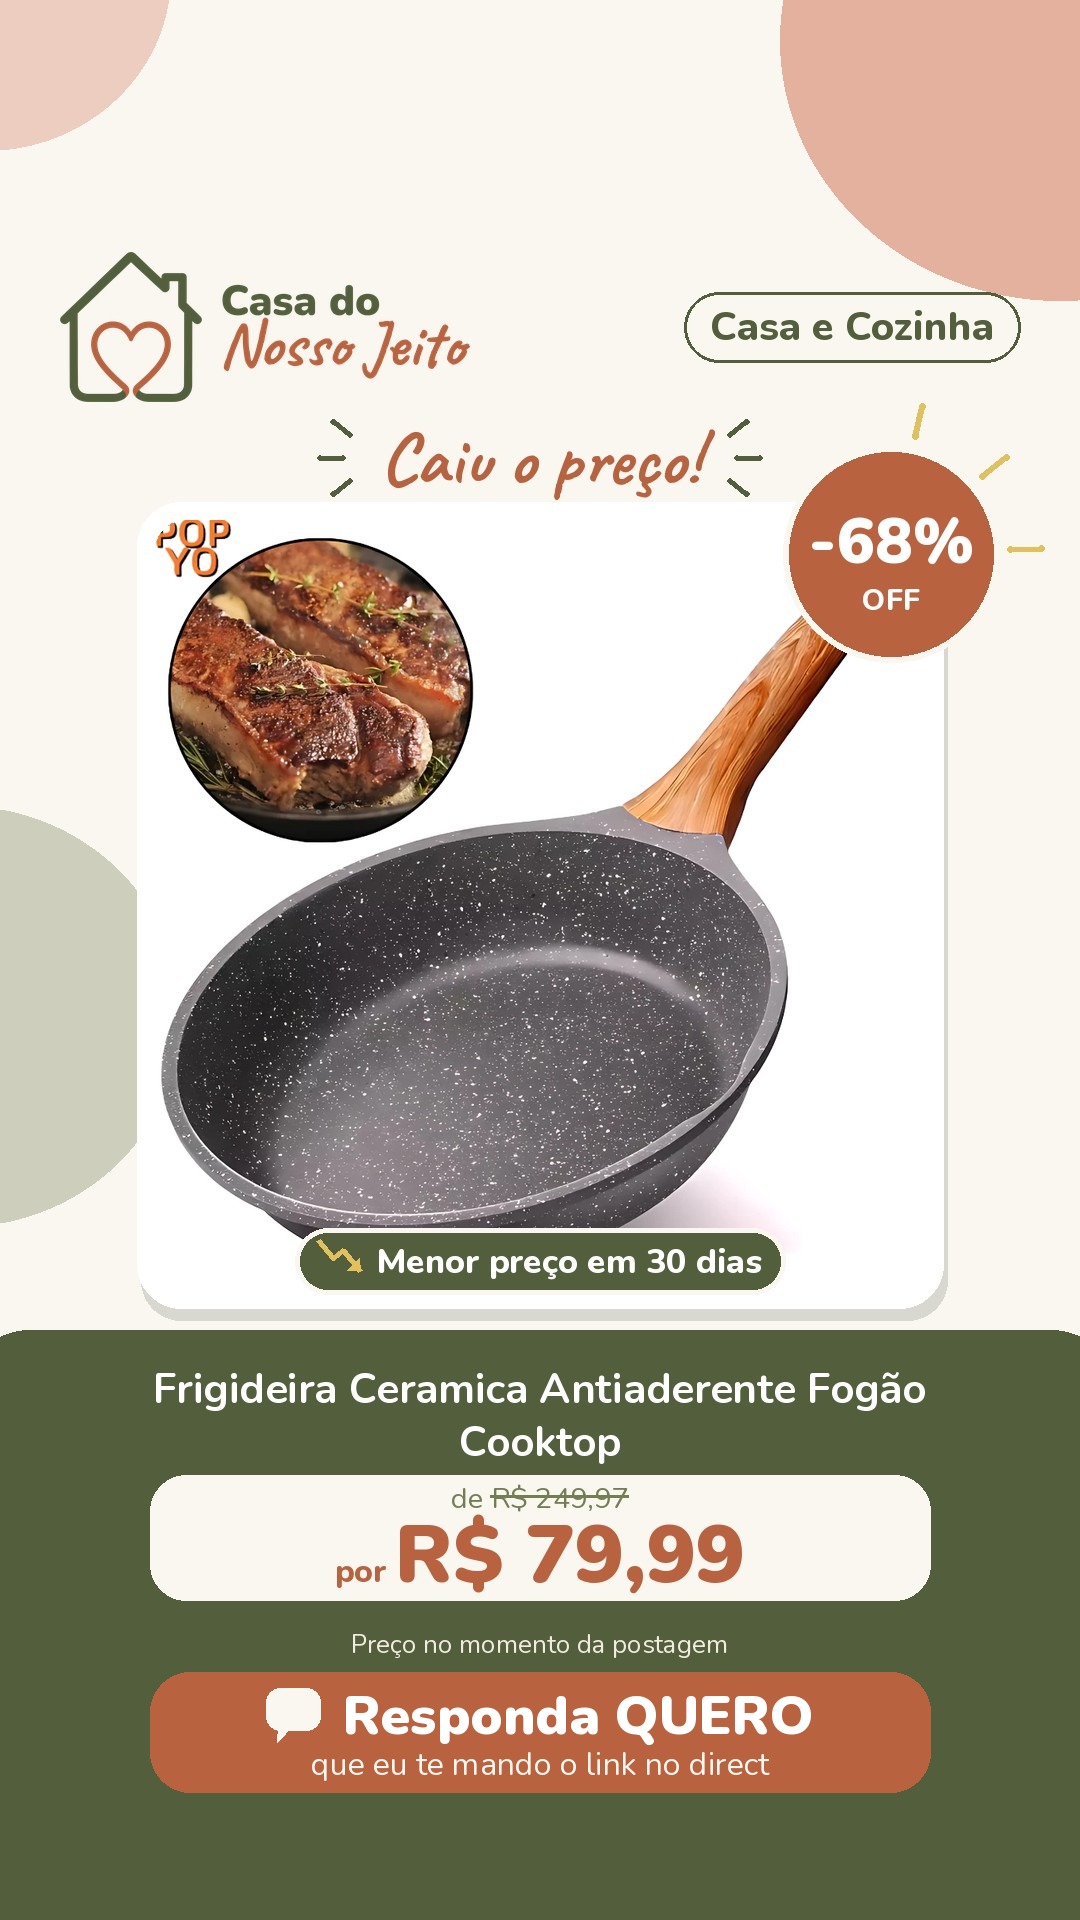 Casa do
Nosso Jeito
Casa e Cozinha
Caiu o preço!
-68%
OFF
POP
YO
Menor preço em 30 dias
Frigideira Ceramica Antiaderente Fogão
Cooktop
de R$ 249,97
por R$ 79,99
Preço no momento da postagem
Responda QUERO
que eu te mando o link no direct